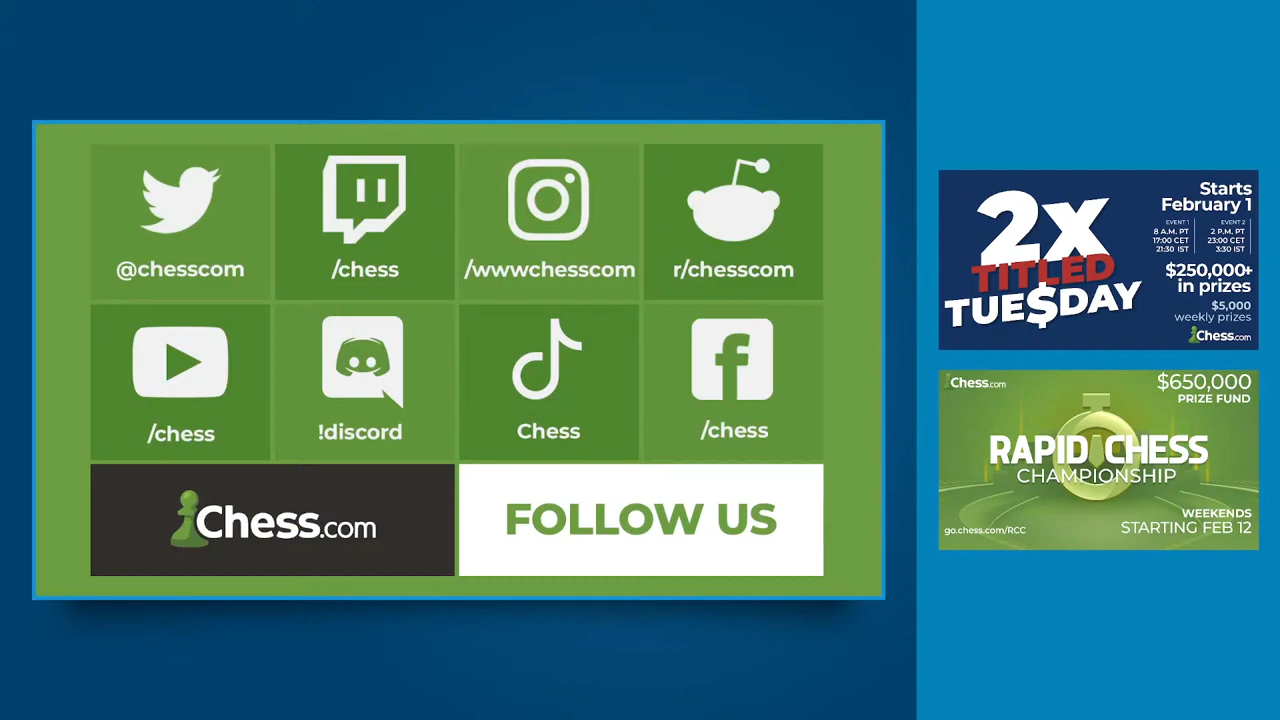 @chesscom
/chess
/wwwchesscom
r/chesscom
/chess
!discord
Chess
/chess
Chess.com
FOLLOW US
2x
TITLED
TUE$DAY
Starts
February 1
EVENT 1
8 A.M. PT
17:00 CET
21:30 IST
EVENT 2
2 P.M. PT
23:00 CET
3:30 IST
$250,000+
in prizes
$5,000
weekly prizes
Chess.com
Chess.com
$650,000
PRIZE FUND
RAPID CHESS
CHAMPIONSHIP
WEEKENDS
STARTING FEB 12
go.chess.com/RCC